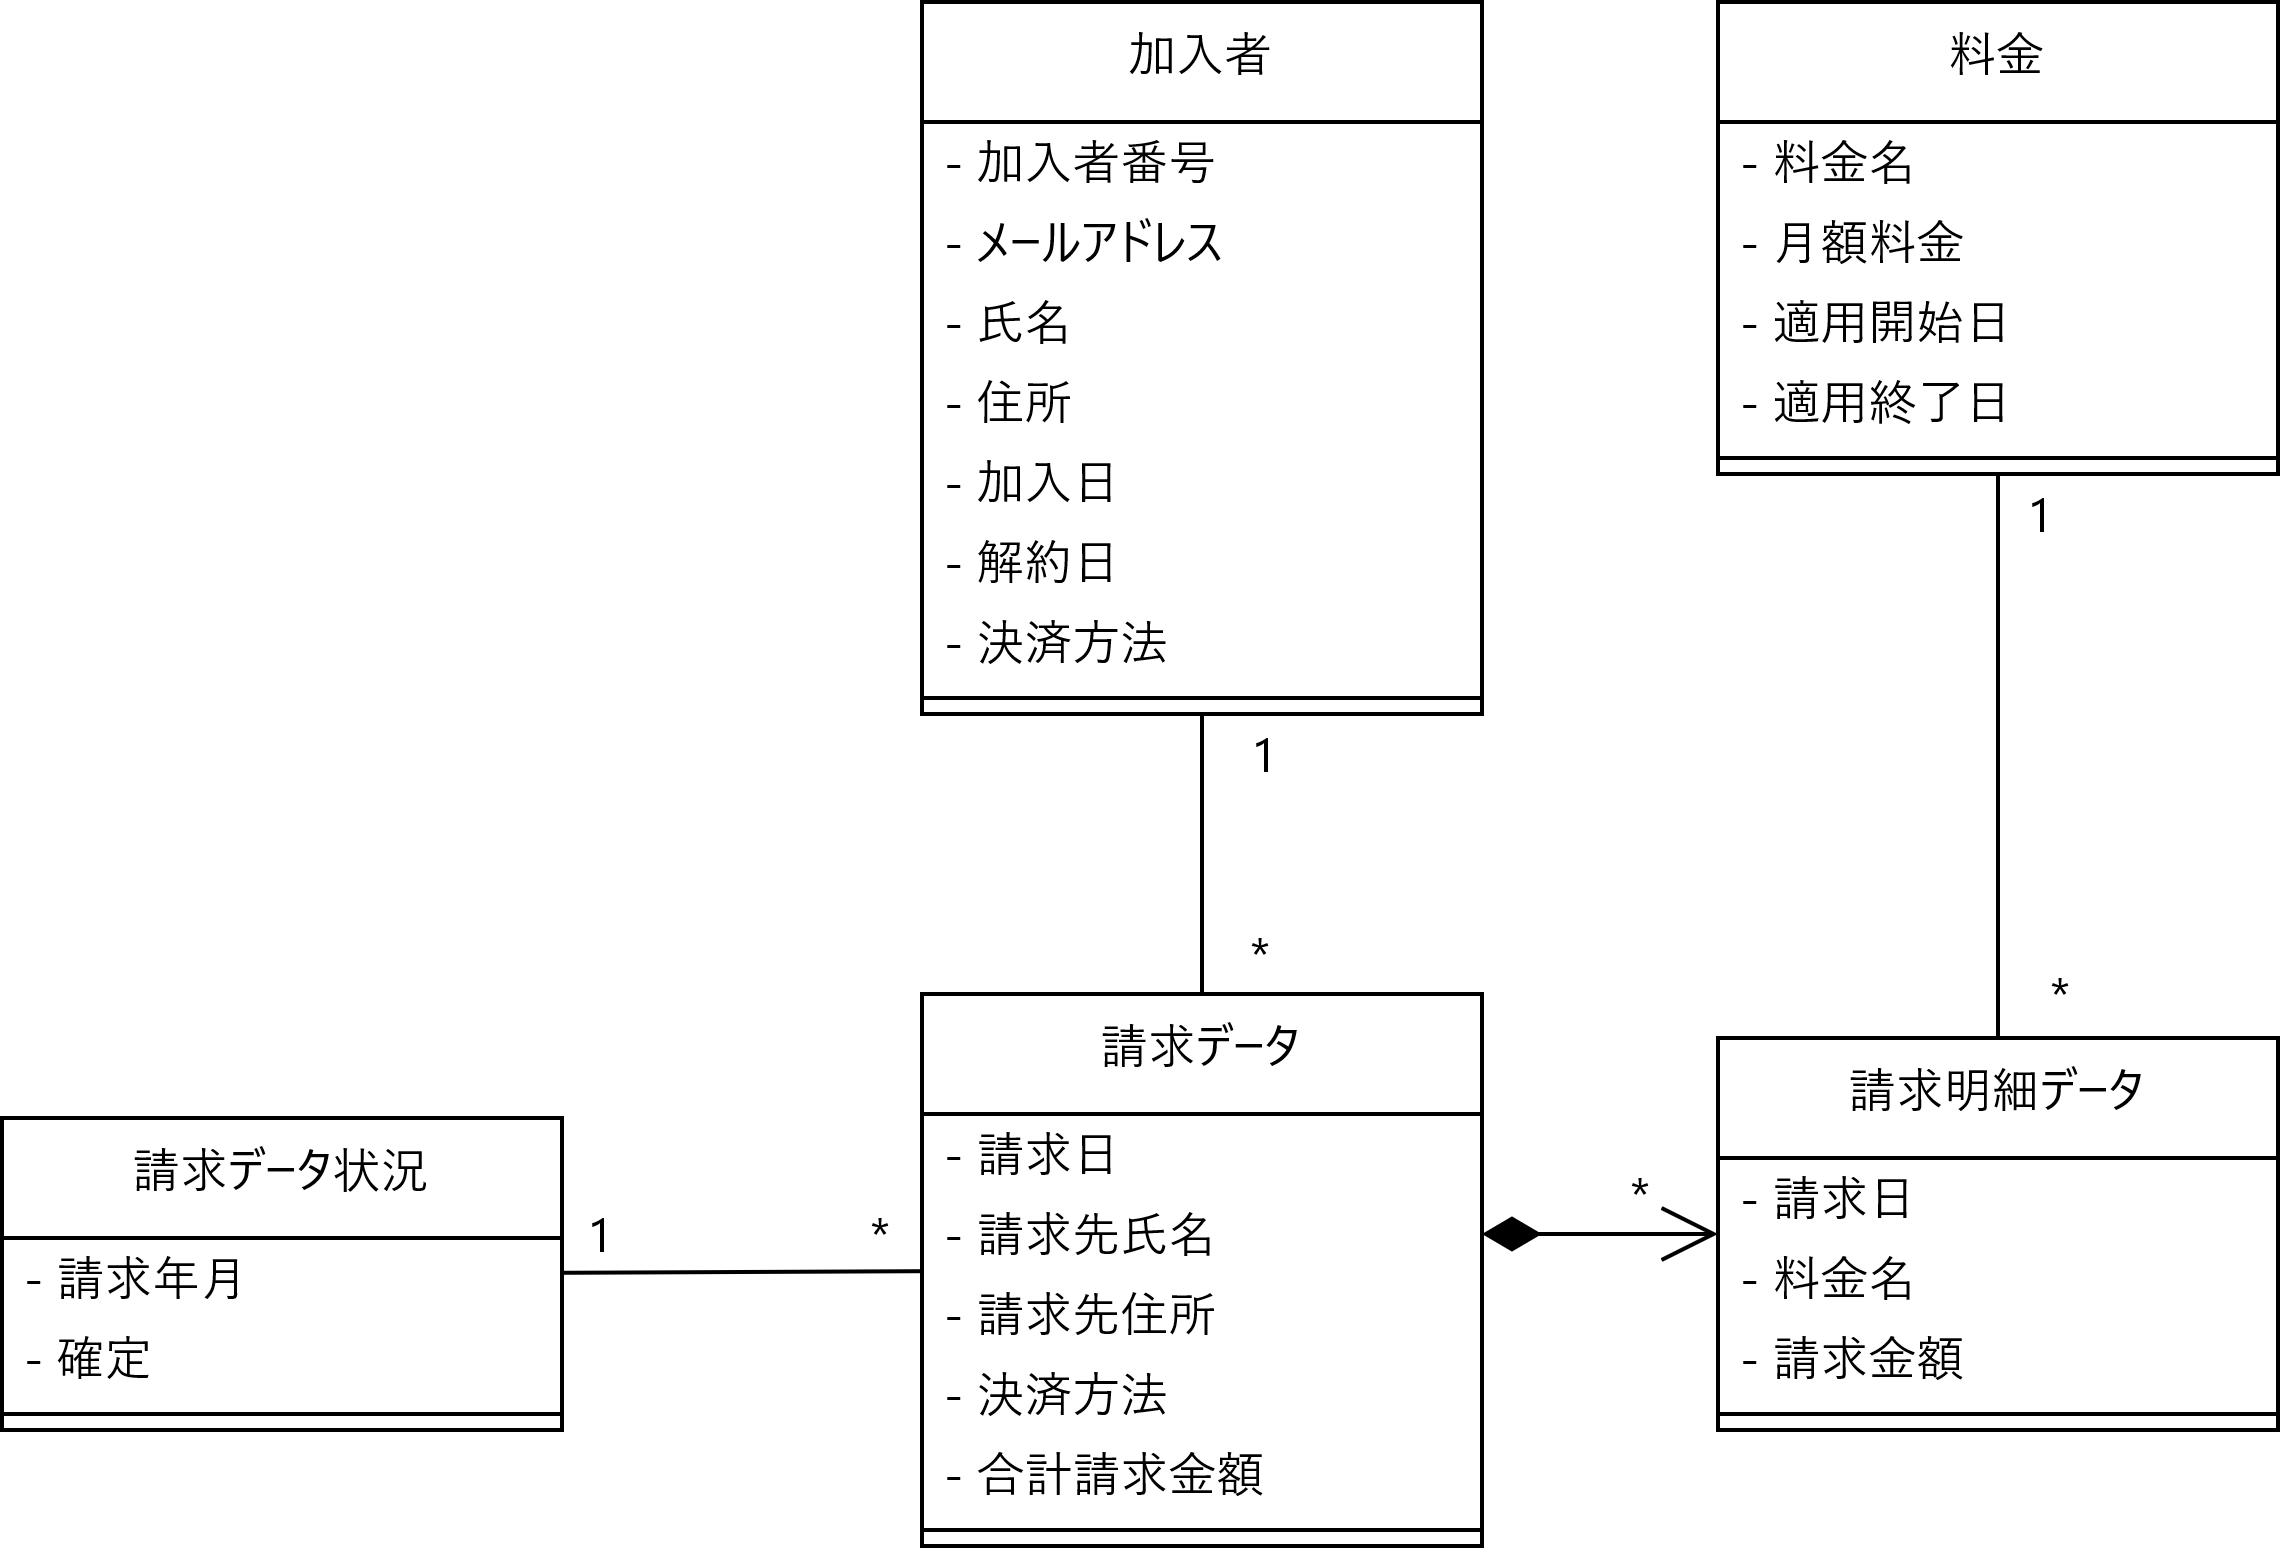 加入者
- 加入者番号
- メールアドレス
- 氏名
- 住所
- 加入日
- 解約日
- 決済方法
料金
- 料金名
- 月額料金
- 適用開始日
- 適用終了日
1
1
*
*
請求データ状況
- 請求年月
- 確定
1
*
請求データ
- 請求日
- 請求先氏名
- 請求先住所
- 決済方法
- 合計請求金額
*
請求明細データ
- 請求日
- 料金名
- 請求金額